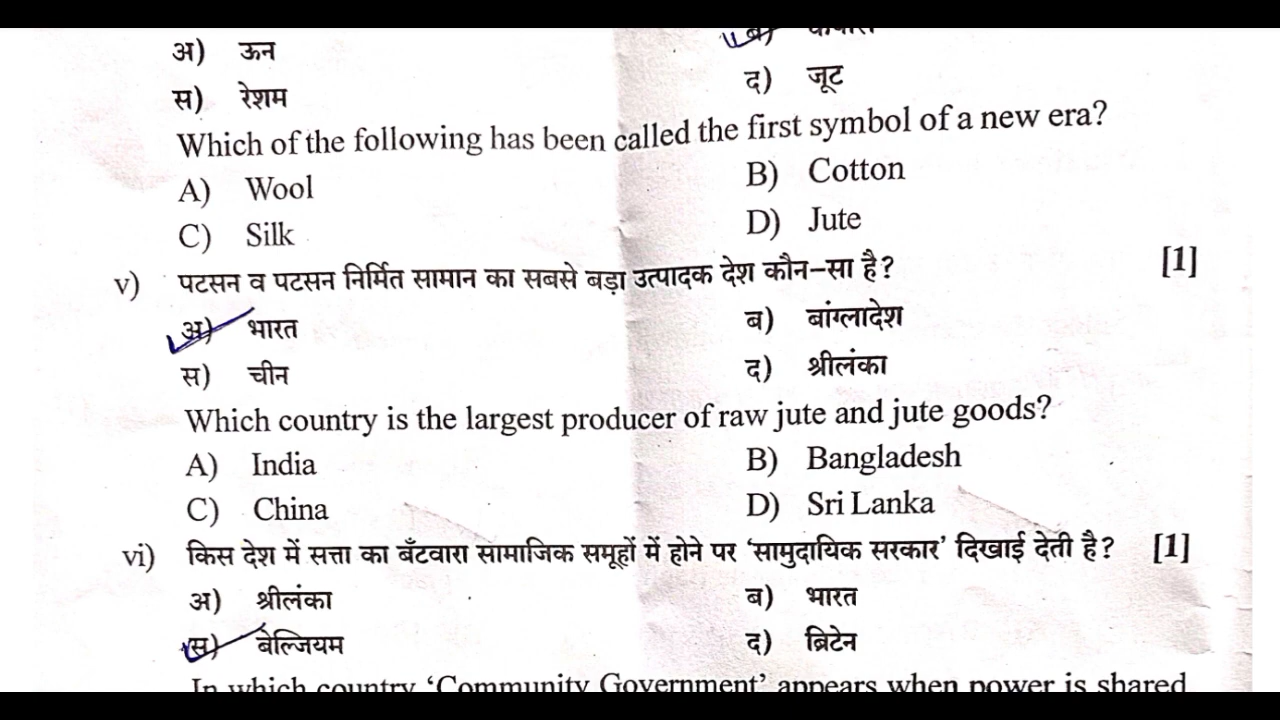 अ) ऊन ब) कपास
स) रेशम द) जूट
Which of the following has been called the first symbol of a new era?
A) Wool B) Cotton
C) Silk D) Jute
v) पटसन व पटसन निर्मित सामान का सबसे बड़ा उत्पादक देश कौन-सा है? [1]
अ) भारत ब) बांग्लादेश
स) चीन द) श्रीलंका
Which country is the largest producer of raw jute and jute goods?
A) India B) Bangladesh
C) China D) Sri Lanka
vi) किस देश में सत्ता का बँटवारा सामाजिक समूहों में होने पर 'सामुदायिक सरकार' दिखाई देती है? [1]
अ) श्रीलंका ब) भारत
स) बेल्जियम द) ब्रिटेन
In which country 'Community Government' appears when power is shared